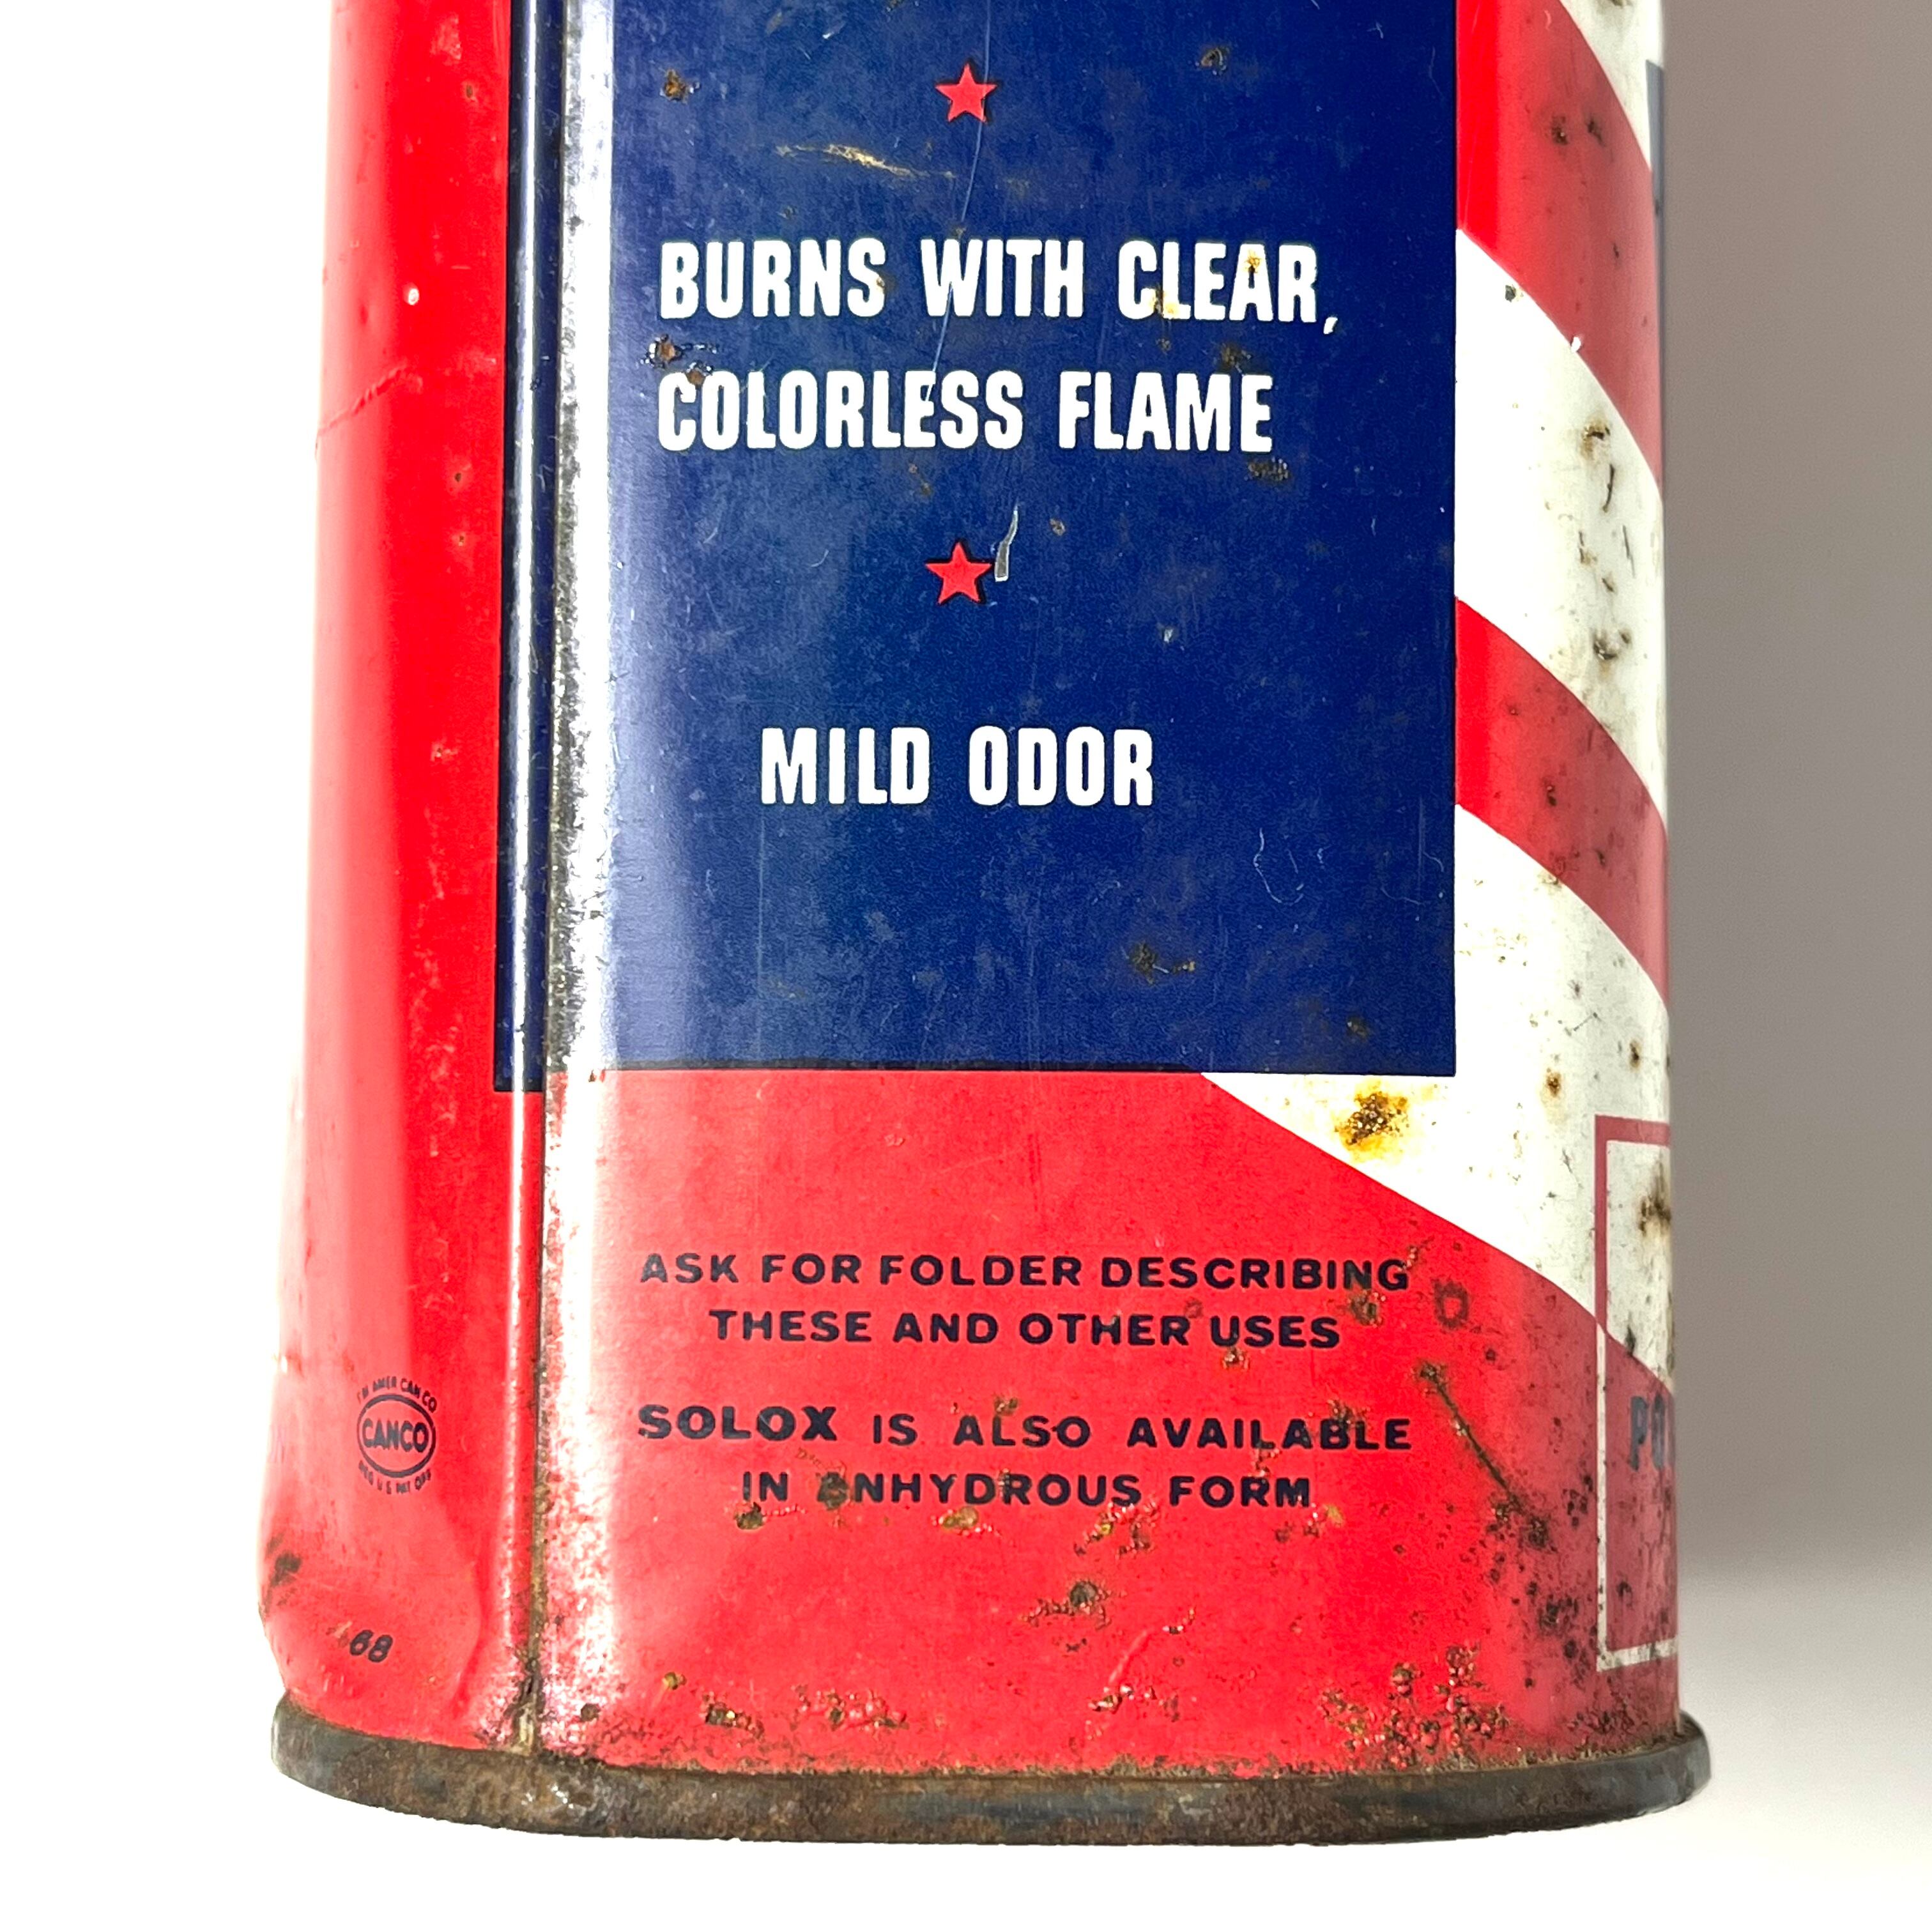 BURNS WITH CLEAR,
COLORLESS FLAME
MILD ODOR
ASK FOR FOLDER DESCRIBING
THESE AND OTHER USES
SOLOX IS ALSO AVAILABLE
IN ANHYDROUS FORM
CANCO
68